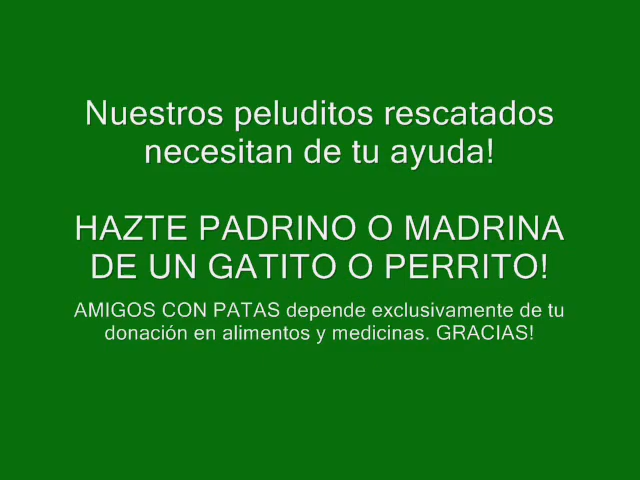 Nuestros peluditos rescatados
necesitan de tu ayuda!
HAZTE PADRINO O MADRINA
DE UN GATITO O PERRITO!
AMIGOS CON PATAS depende exclusivamente de tu
donación en alimentos y medicinas. GRACIAS!